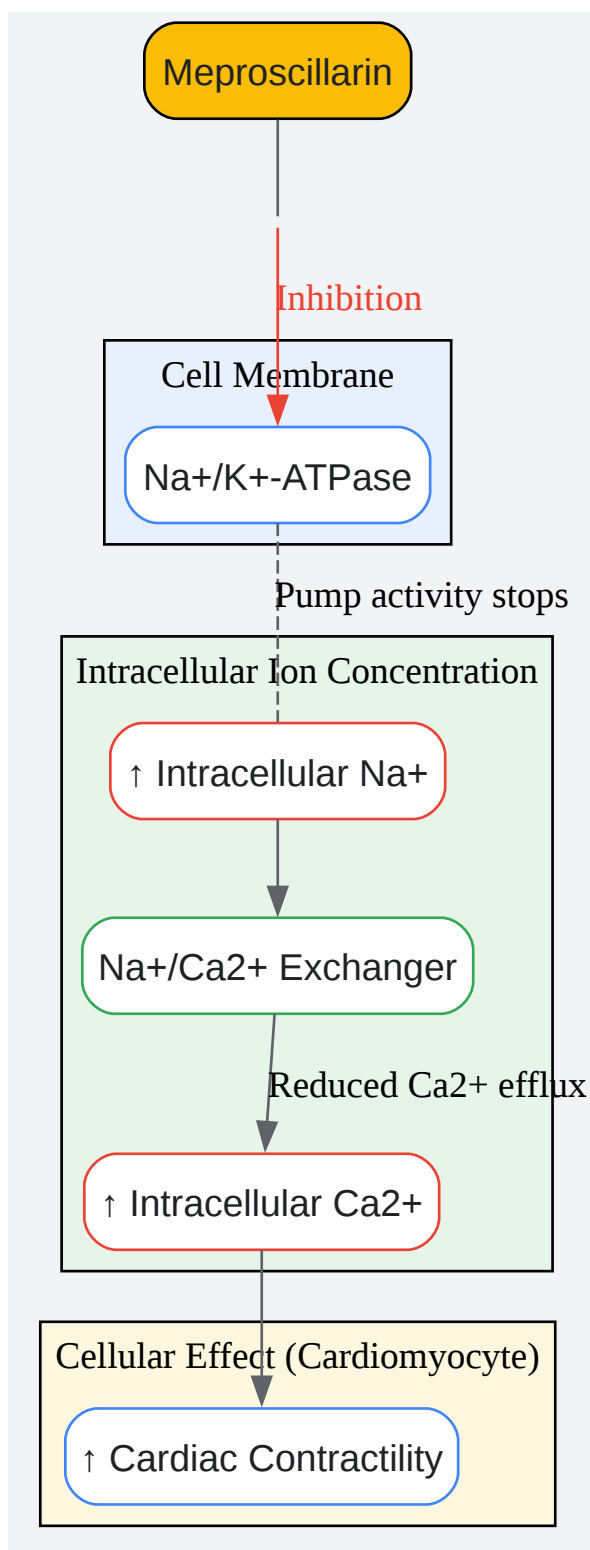 Meproscillarin
Inhibition
Cell Membrane
Na+/K+-ATPase
Pump activity stops
Intracellular Ion Concentration
↑ Intracellular Na+
Na+/Ca2+ Exchanger
Reduced Ca2+ efflux
↑ Intracellular Ca2+
Cellular Effect (Cardiomyocyte)
↑ Cardiac Contractility